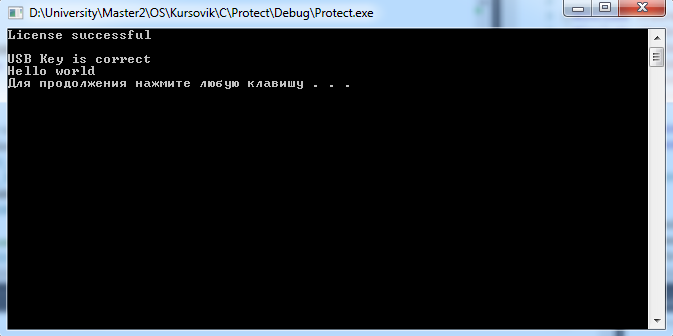 D:\University\Master2\OS\Kursovik\C\Protect\Debug\Protect.exe
License successful
USB Key is correct
Hello world
Для продолжения нажмите любую клавишу . . .